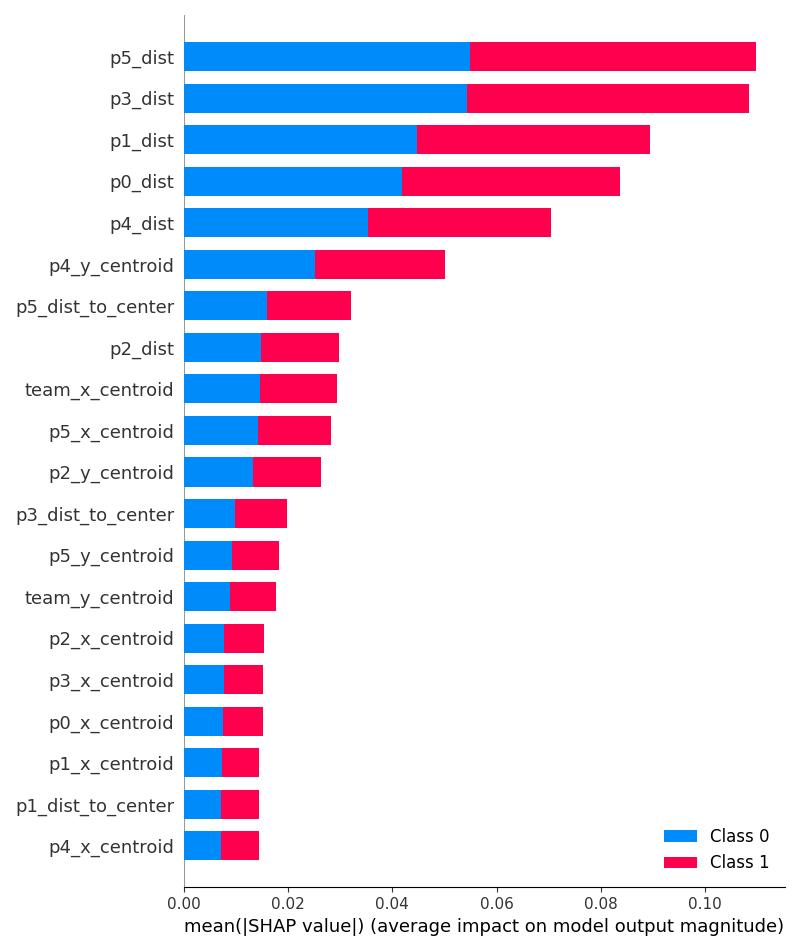 p5_dist
p3_dist
p1_dist
p0_dist
p4_dist
p4_y_centroid
p5_dist_to_center
p2_dist
team_x_centroid
p5_x_centroid
p2_y_centroid
p3_dist_to_center
p5_y_centroid
team_y_centroid
p2_x_centroid
p3_x_centroid
p0_x_centroid
p1_x_centroid
p1_dist_to_center
p4_x_centroid
Class 0
Class 1
0.00 0.02 0.04 0.06 0.08 0.10
mean(|SHAP value|) (average impact on model output magnitude)